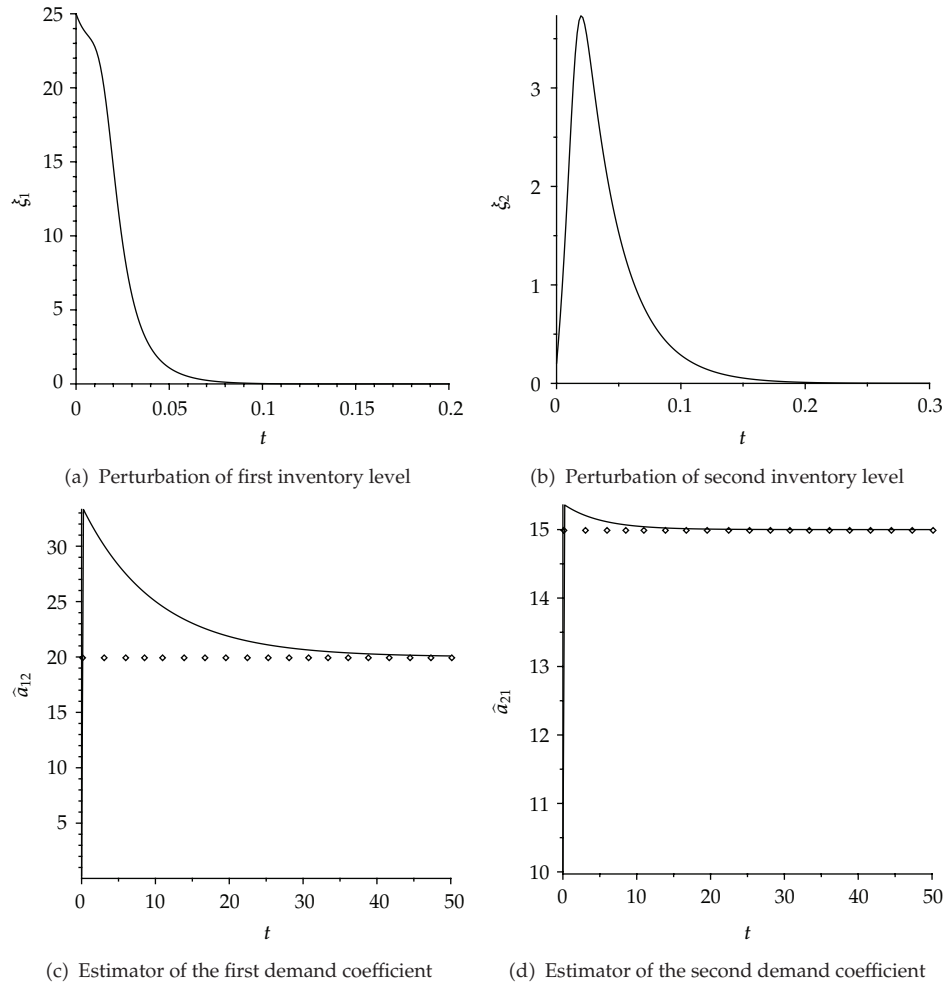 25
20
15
10
5
0
ξ1
0 0.05 0.1 0.15 0.2
t
(a) Perturbation of first inventory level
3
2
1
0
ξ2
0 0.1 0.2 0.3
t
(b) Perturbation of second inventory level
30
25
20
15
10
5
â12
0 10 20 30 40 50
t
(c) Estimator of the first demand coefficient
15
14
13
12
11
10
â21
0 10 20 30 40 50
t
(d) Estimator of the second demand coefficient